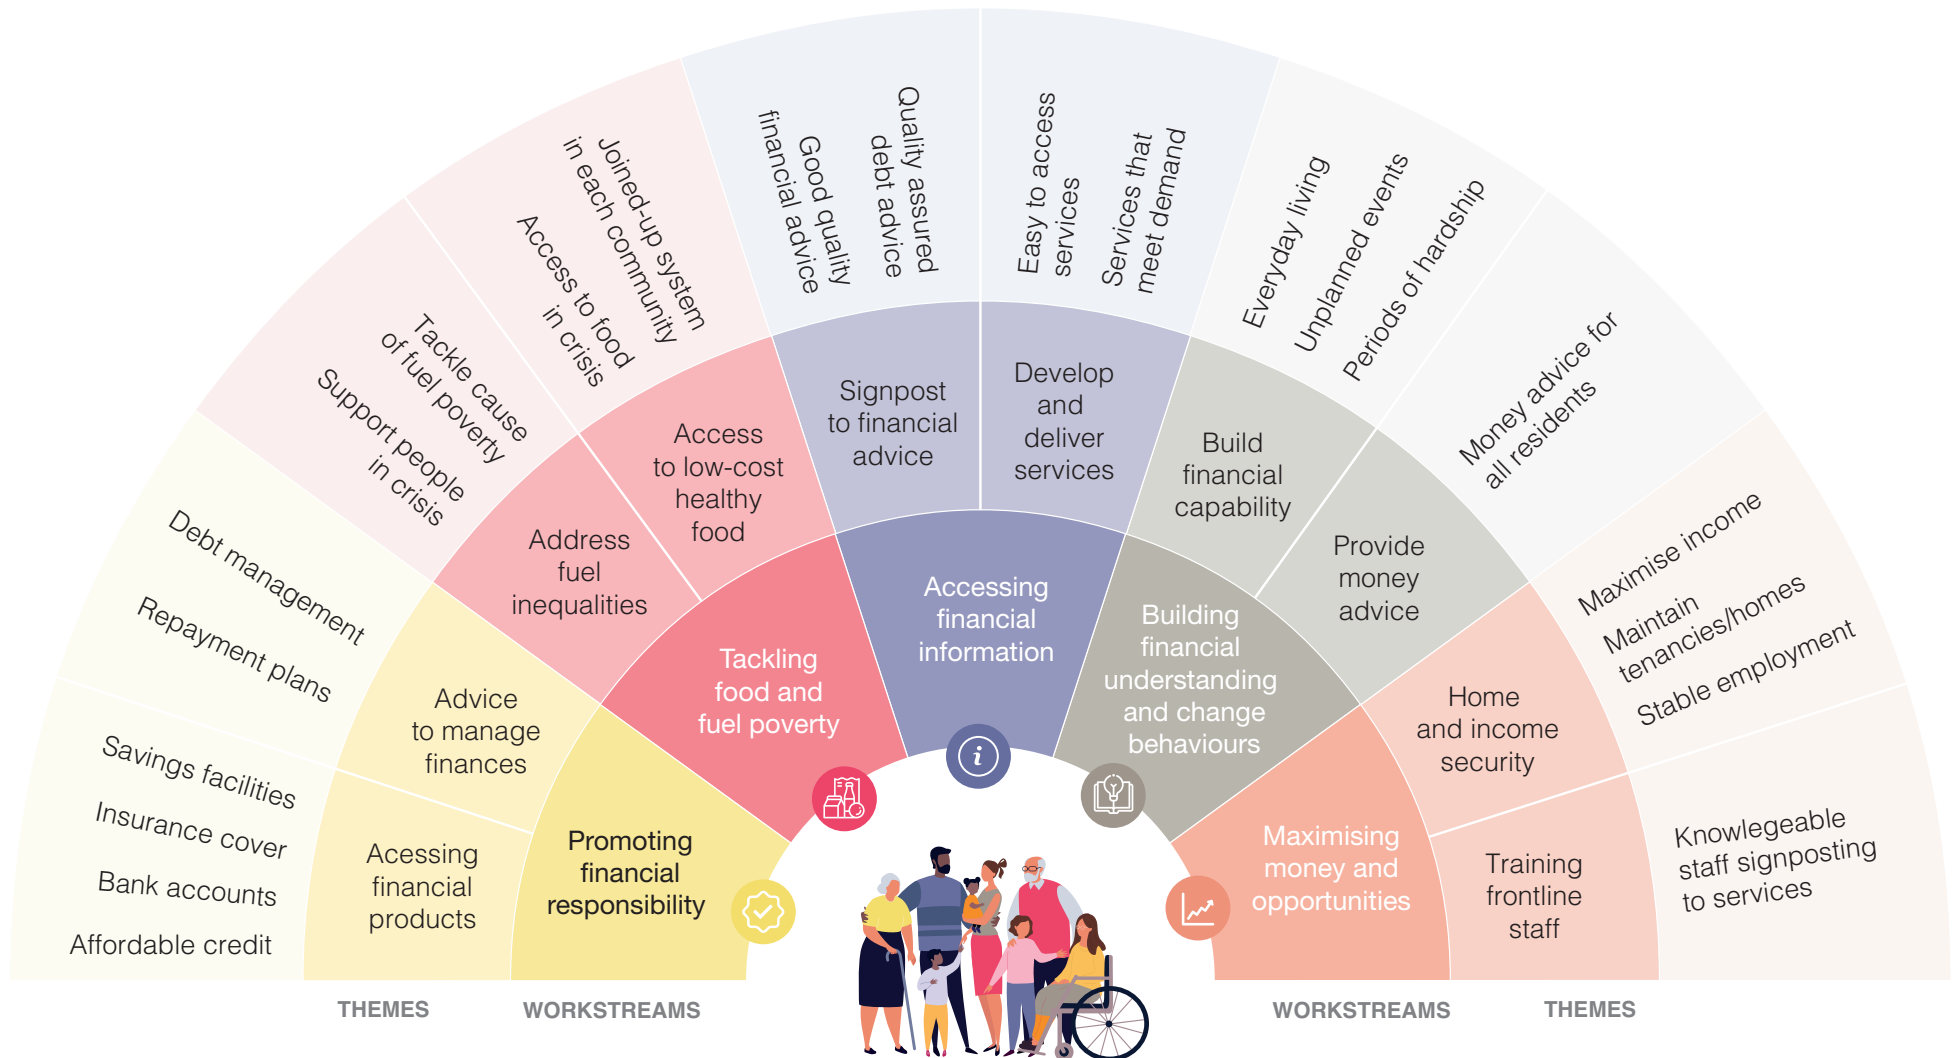 Affordable credit
Bank accounts
Insurance cover
Savings facilities
Repayment plans
Debt management
Support people
in crisis
Tackle cause
of fuel poverty
Access to food
in crisis
Joined-up system
in each community
Good quality
financial advice
Quality assured
debt advice
Easy to access
services
Services that
meet demand
Everyday living
Unplanned events
Periods of hardship
Money advice for
all residents
Maximise income
Maintain
tenancies/homes
Stable employment
Knowlegeable
staff signposting
to services
Acessing
financial
products
Advice
to manage
finances
Address
fuel
inequalities
Access
to low-cost
healthy
food
Signpost
to financial
advice
Develop
and
deliver
services
Build
financial
capability
Provide
money
advice
Home
and income
security
Training
frontline
staff
Promoting
financial
responsibility
Tackling
food and
fuel poverty
Accessing
financial
information
Building
financial
understanding
and change
behaviours
Maximising
money and
opportunities
i
THEMES
WORKSTREAMS
WORKSTREAMS
THEMES